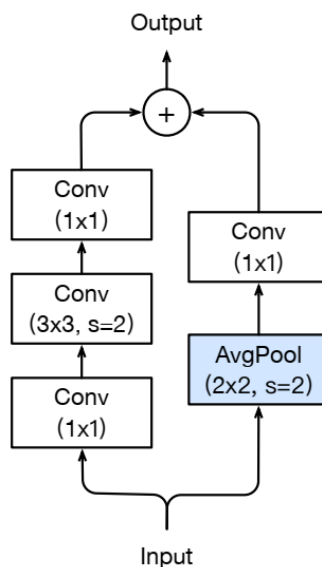 Output
+
Conv
(1x1)
Conv
(3x3, s=2)
Conv
(1x1)
Conv
(1x1)
AvgPool
(2x2, s=2)
Input